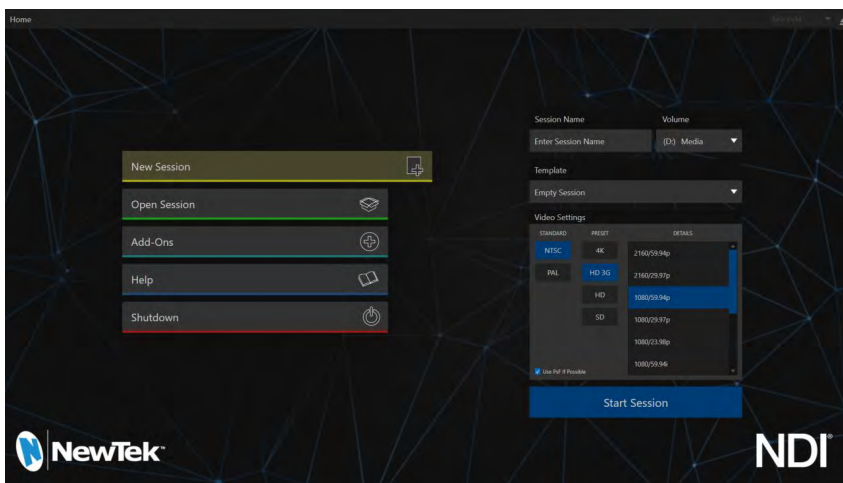 Home
New Session
Open Session
Add-Ons
Help
Shutdown
Session Name
Volume
Enter Session Name
(D:) Media
Template
Empty Session
Video Settings
STANDARD PRESET DETAILS
NTSC
PAL
4K
HD 3G
HD
SD
2160/59.94p
2160/29.97p
1080/59.94p
1080/29.97p
1080/23.98p
1080/59.94i
Use PsF If Possible
Start Session
NewTek™
NDI®